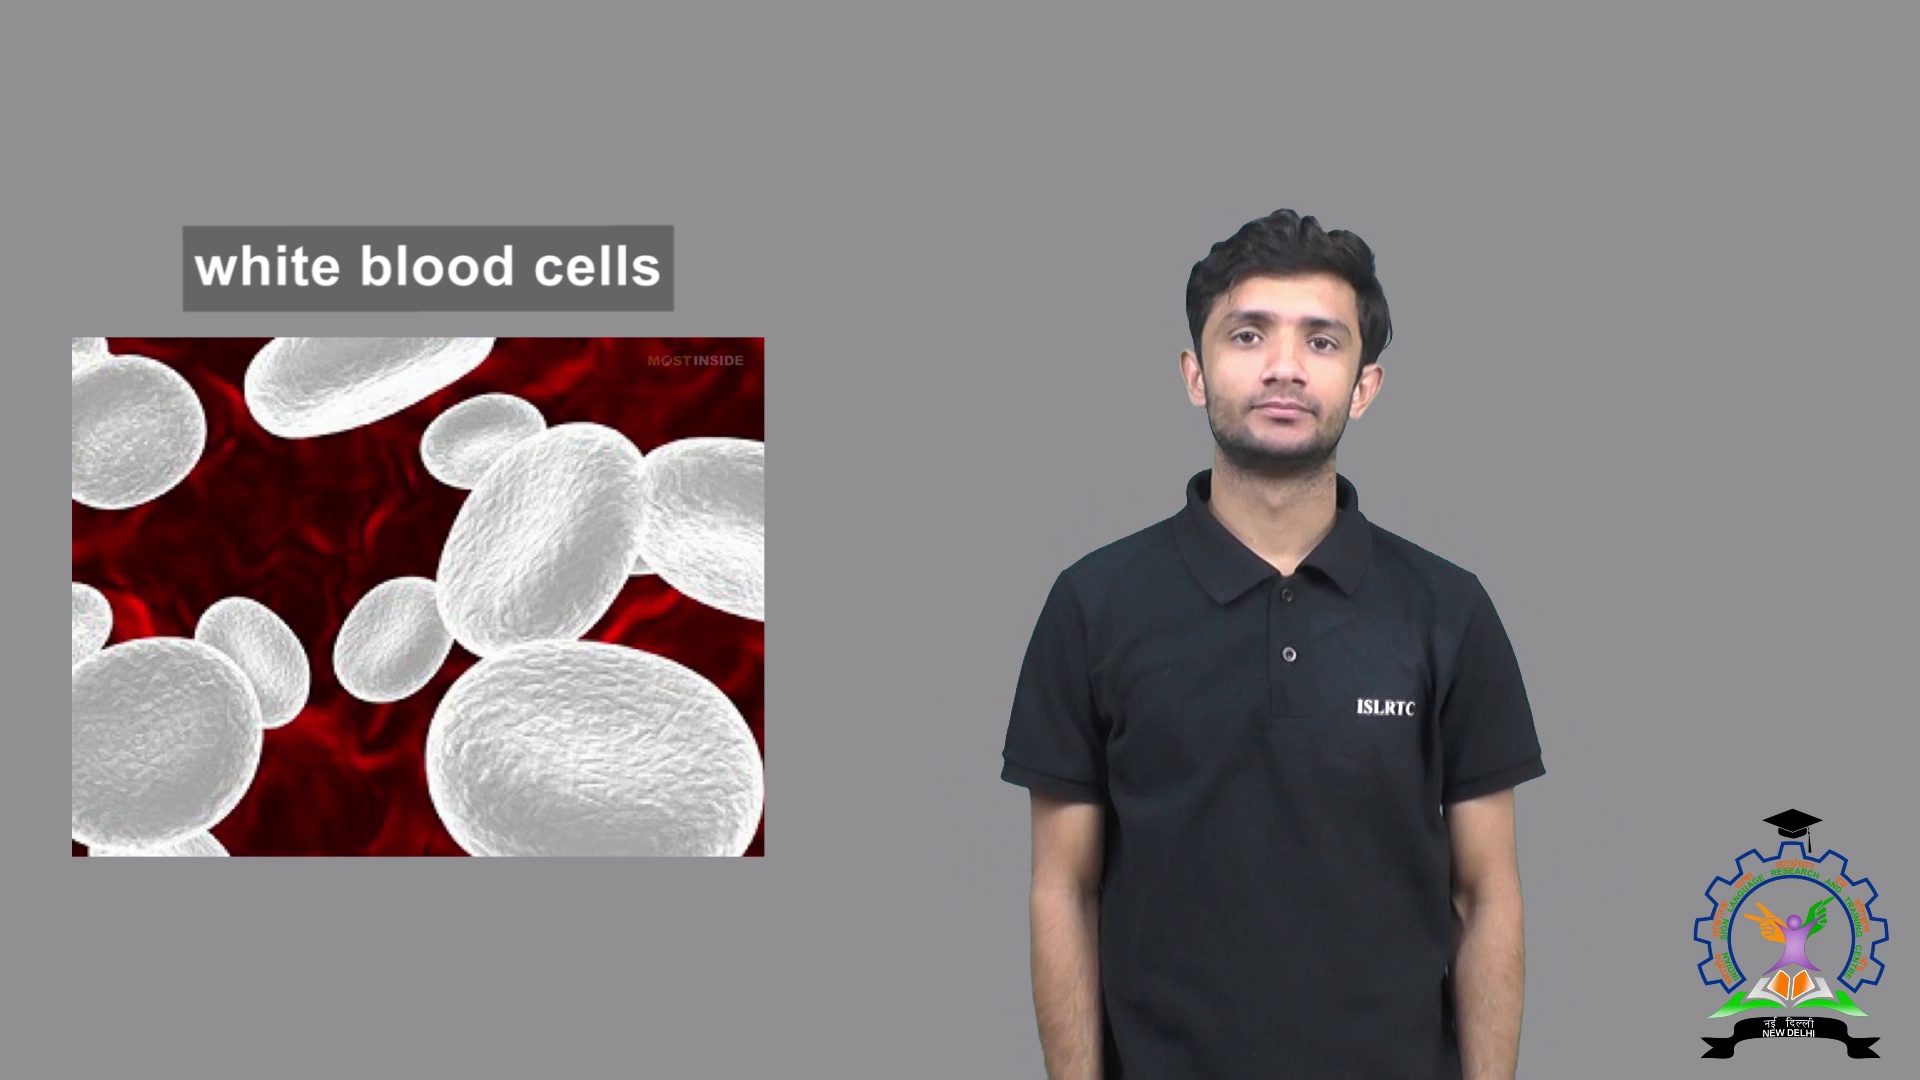 white blood cells
MOSTINSIDE
ISLRTC
INDIAN SIGN LANGUAGE RESEARCH AND TRAINING CENTRE
नई दिल्ली
NEW DELHI